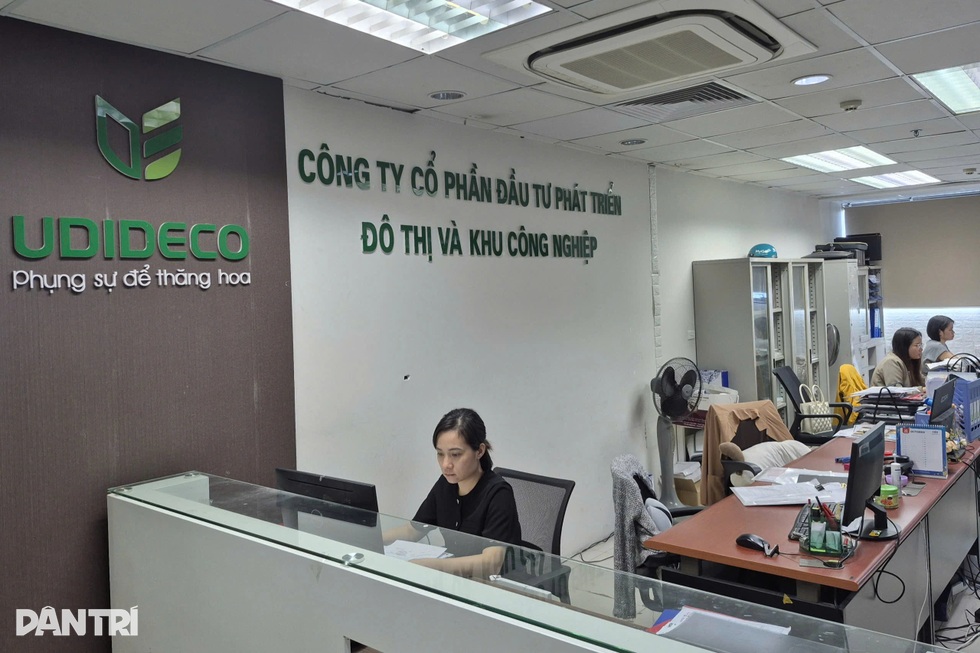 UDIDECO
Phụng sự để thăng hoa
CÔNG TY CỔ PHẦN ĐẦU TƯ PHÁT TRIỂN
ĐÔ THỊ VÀ KHU CÔNG NGHIỆP
DÂN TRÍ